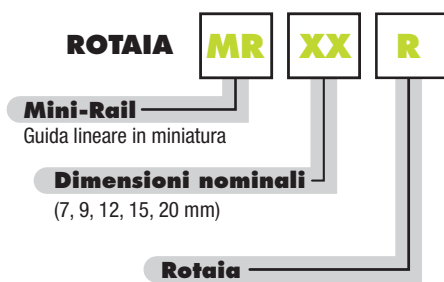 ROTAIA MR XX R
Mini-Rail
Guida lineare in miniatura
Dimensioni nominali
(7, 9, 12, 15, 20 mm)
Rotaia